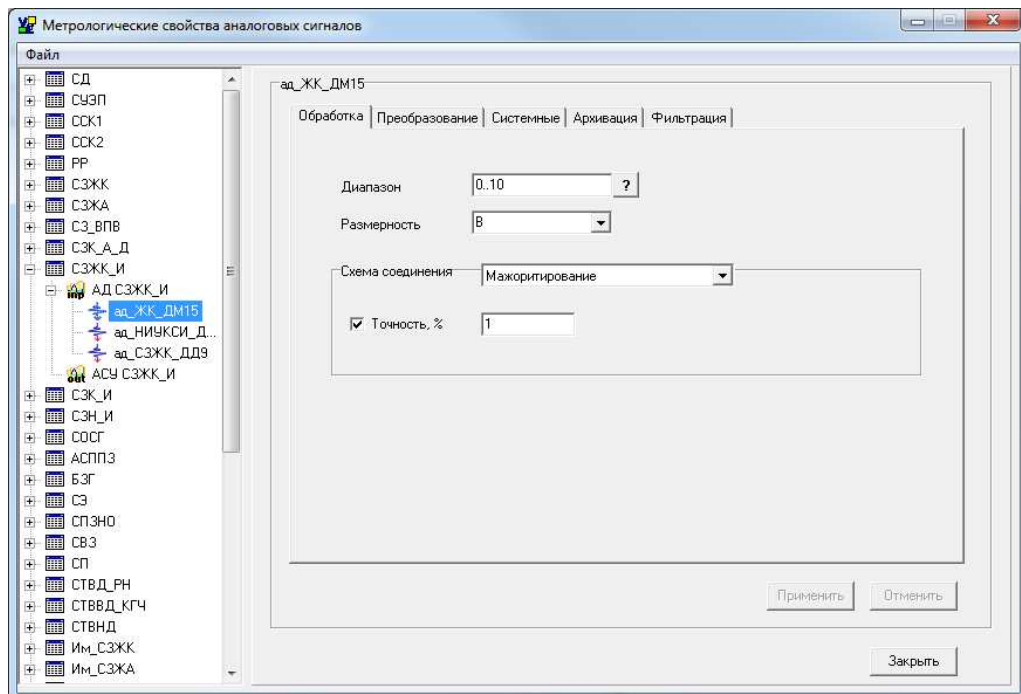 Метрологические свойства аналоговых сигналов
Файл
СД
СУЗП
ССК1
ССК2
РР
СЗЖК
СЗЖА
СЗ_ВПВ
СЗК_А_Д
СЗЖК_И
inp АД СЗЖК_И
ад_ЖК_ДМ15
ад_НИУКСИ_Д...
ад_СЗЖК_ДД9
out АСУ СЗЖК_И
СЗК_И
СЗН_И
СОСГ
АСППЗ
БЗГ
СЭ
СПЗНО
СВЗ
СП
СТВД_РН
СТВВД_КГЧ
СТВНД
Им_СЗЖК
Им_СЗЖА
ад_ЖК_ДМ15
Обработка Преобразование Системные Архивация Фильтрация
Диапазон 0..10 ?
Размерность В
Схема соединения Мажоритирование
Точность, % 1
Применить Отменить
Закрыть